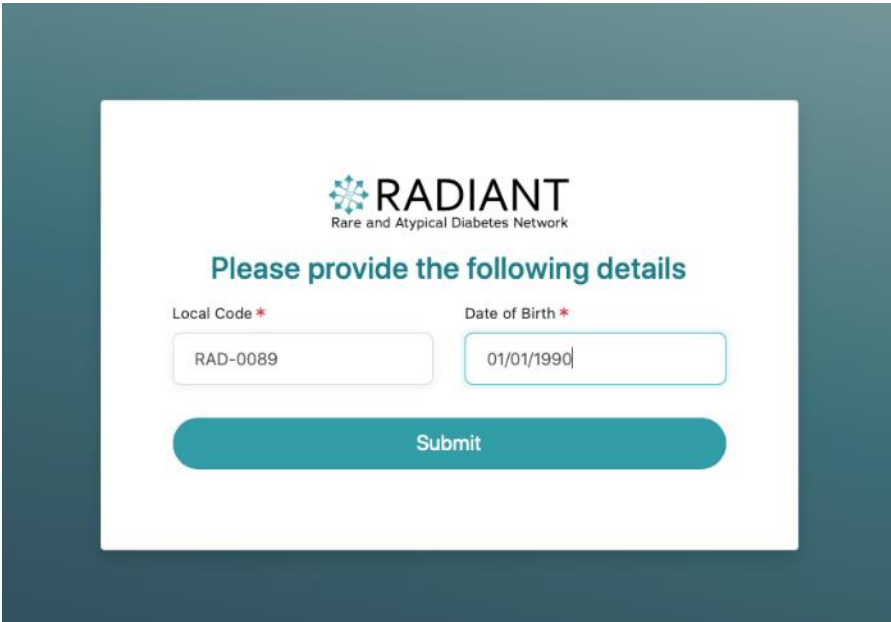 RADIANT
Rare and Atypical Diabetes Network
Please provide the following details
Local Code *
Date of Birth *
RAD-0089
01/01/1990
Submit